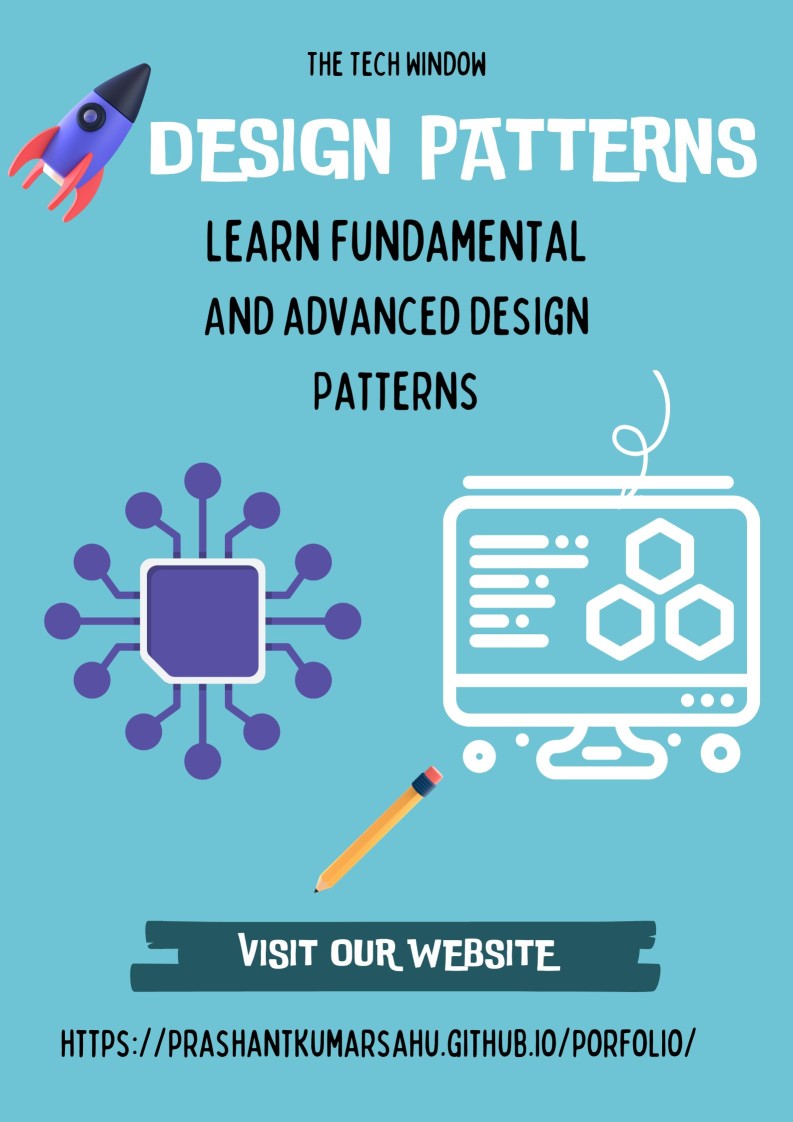 THE TECH WINDOW
DESIGN PATTERNS
LEARN FUNDAMENTAL
AND ADVANCED DESIGN
PATTERNS
VISIT OUR WEBSITE
HTTPS://PRASHANTKUMARSAHU.GITHUB.IO/PORFOLIO/